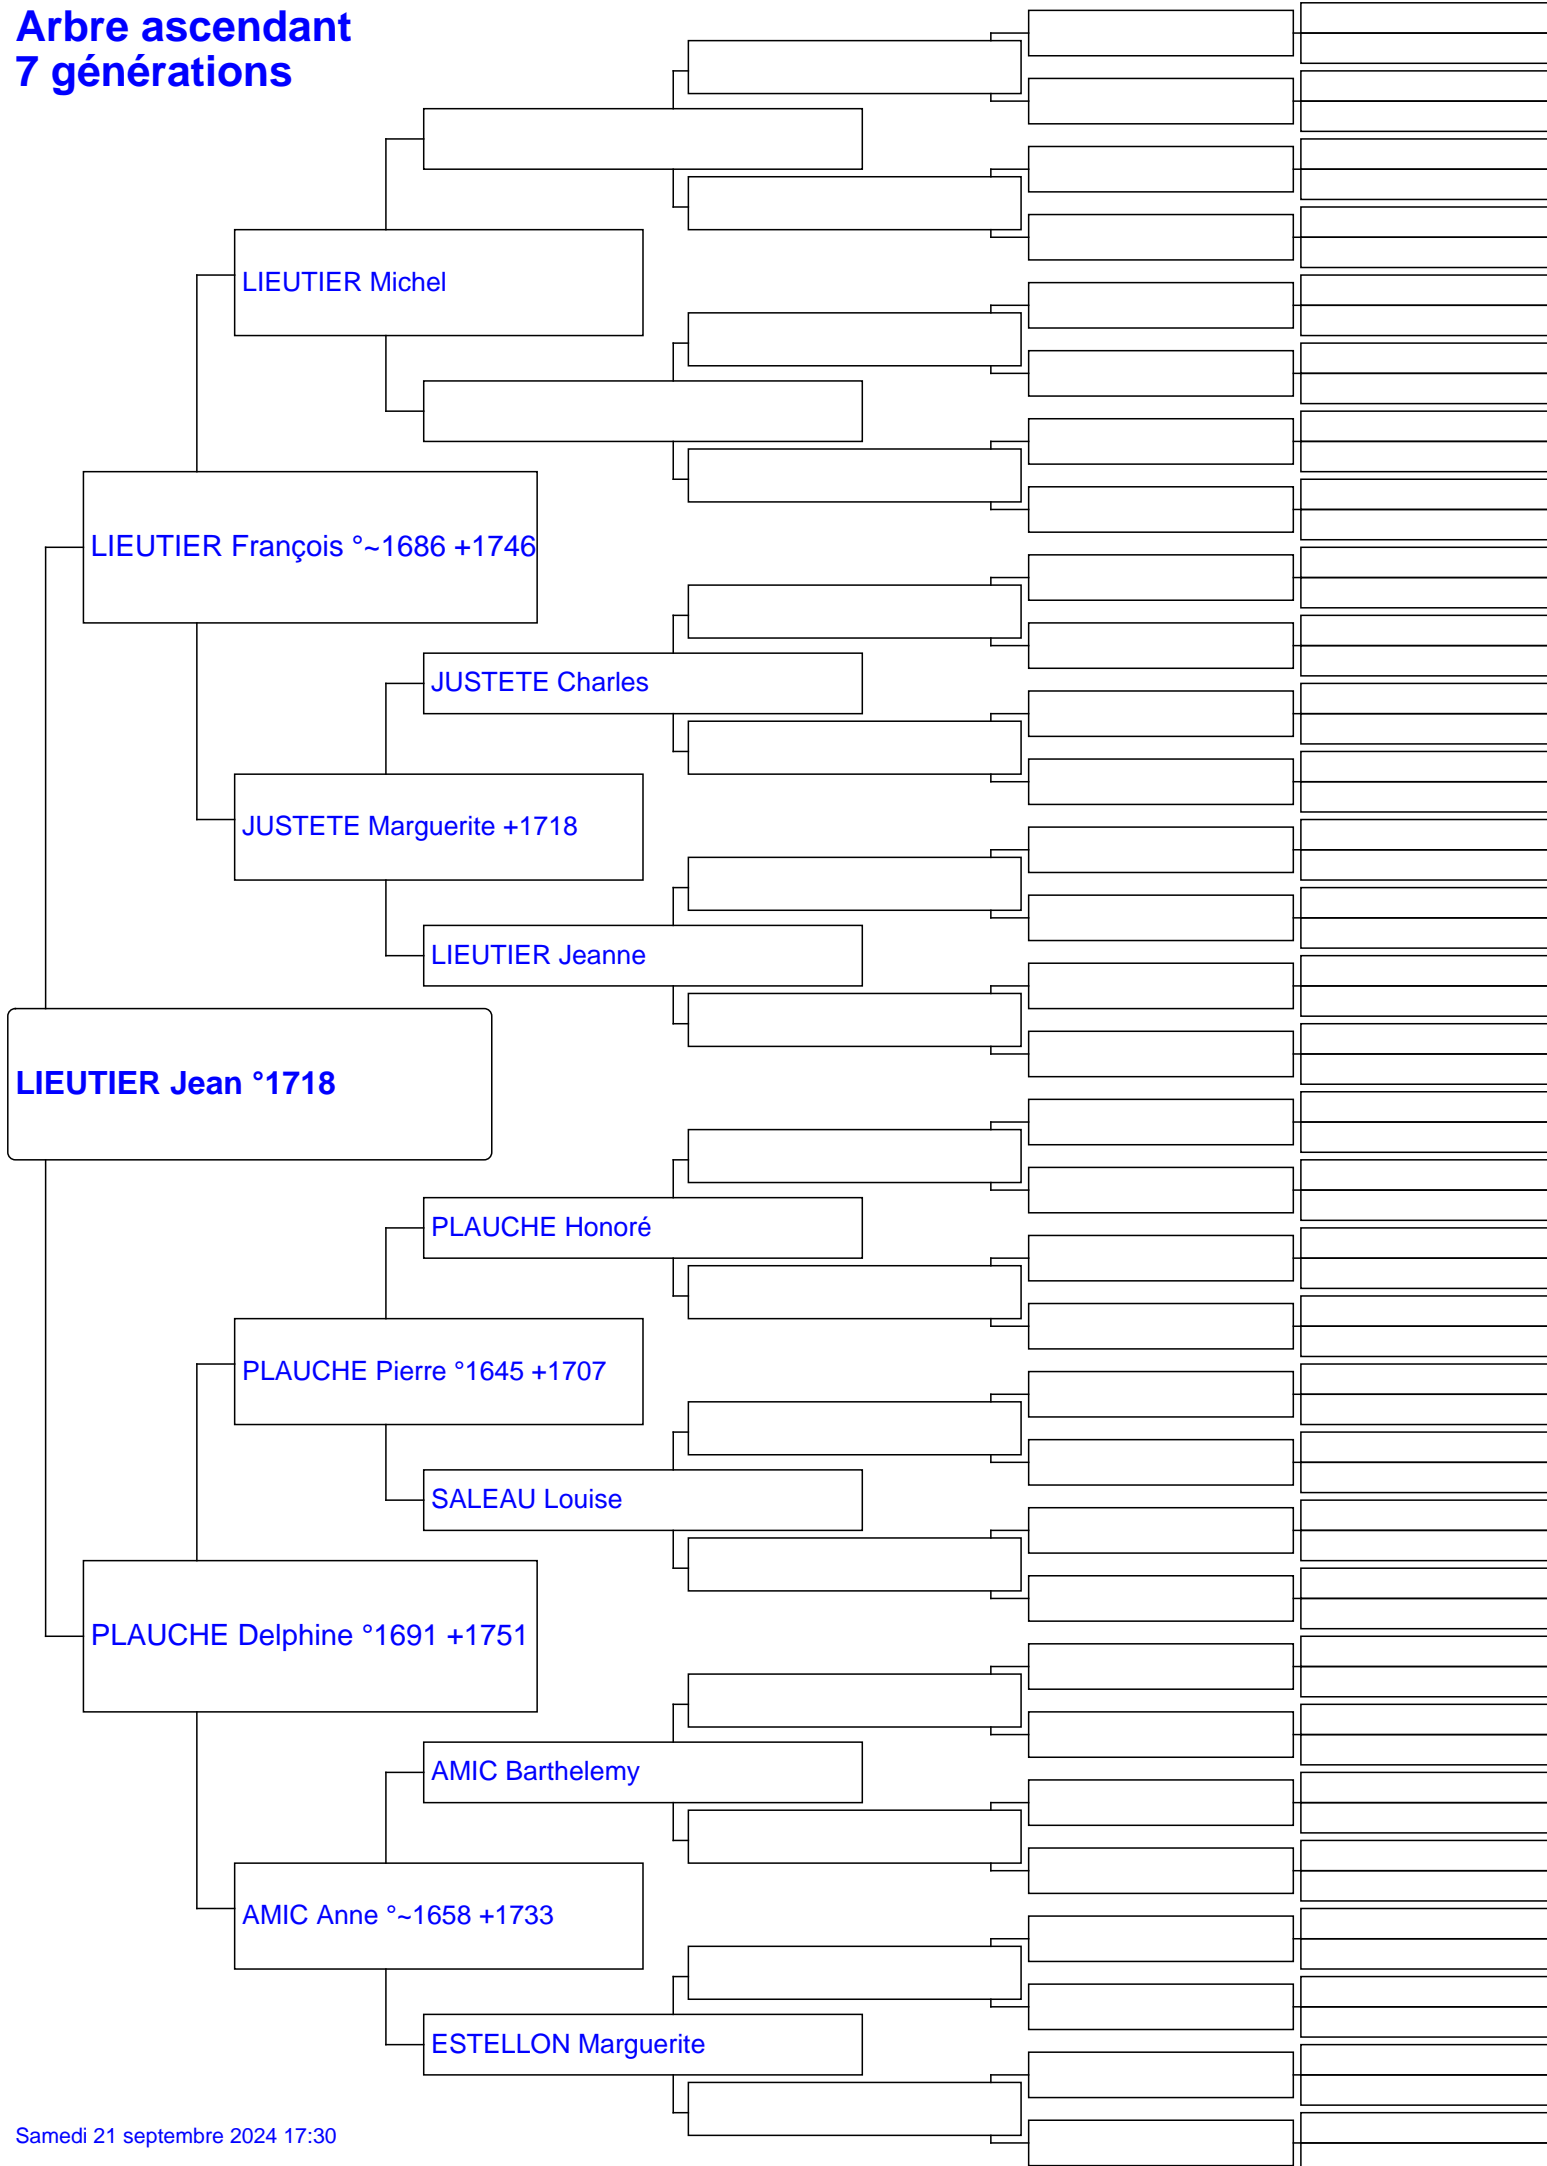 Arbre ascendant
7 générations
LIEUTIER Michel
LIEUTIER François °~1686 +1746
JUSTETE Charles
JUSTETE Marguerite +1718
LIEUTIER Jeanne
LIEUTIER Jean °1718
PLAUCHE Honoré
PLAUCHE Pierre °1645 +1707
SALEAU Louise
PLAUCHE Delphine °1691 +1751
AMIC Barthelemy
AMIC Anne °~1658 +1733
ESTELLON Marguerite
Samedi 21 septembre 2024 17:30